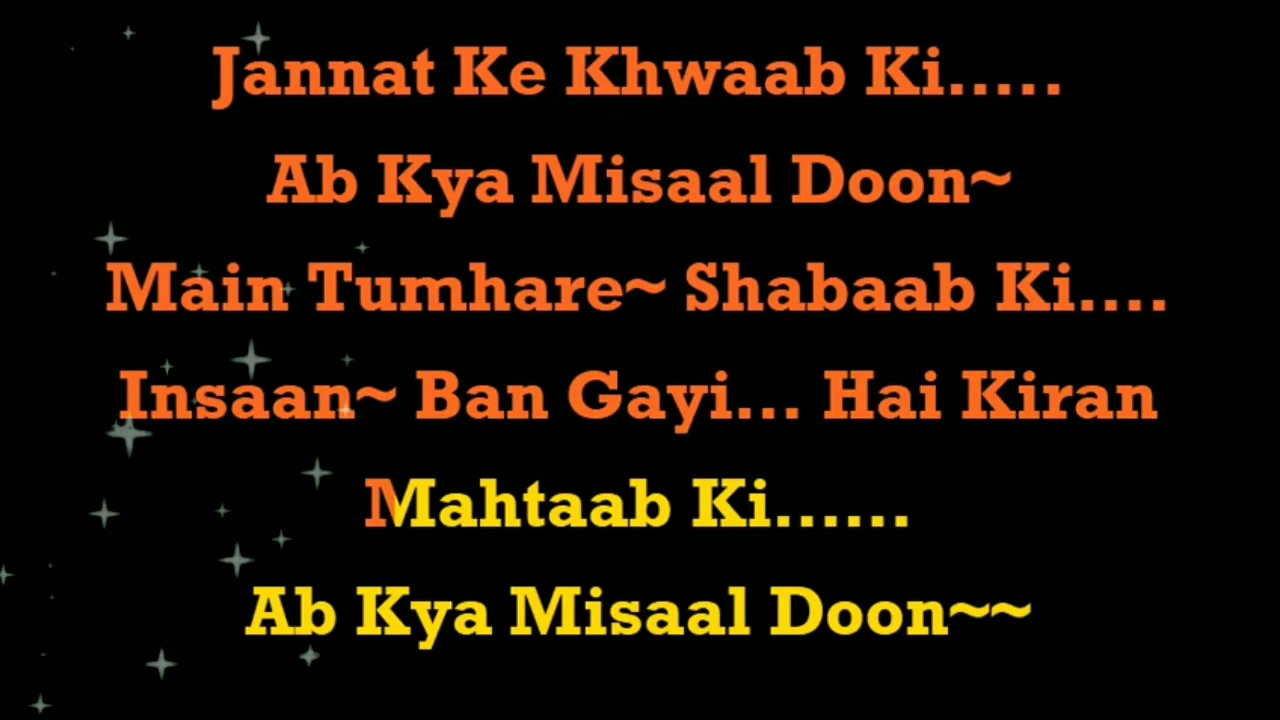 Jannat Ke Khwaab Ki.....
Ab Kya Misaal Doon~
Main Tumhare~ Shabaab Ki....
Insaan~ Ban Gayi... Hai Kiran
Mahtaab Ki......
Ab Kya Misaal Doon~~